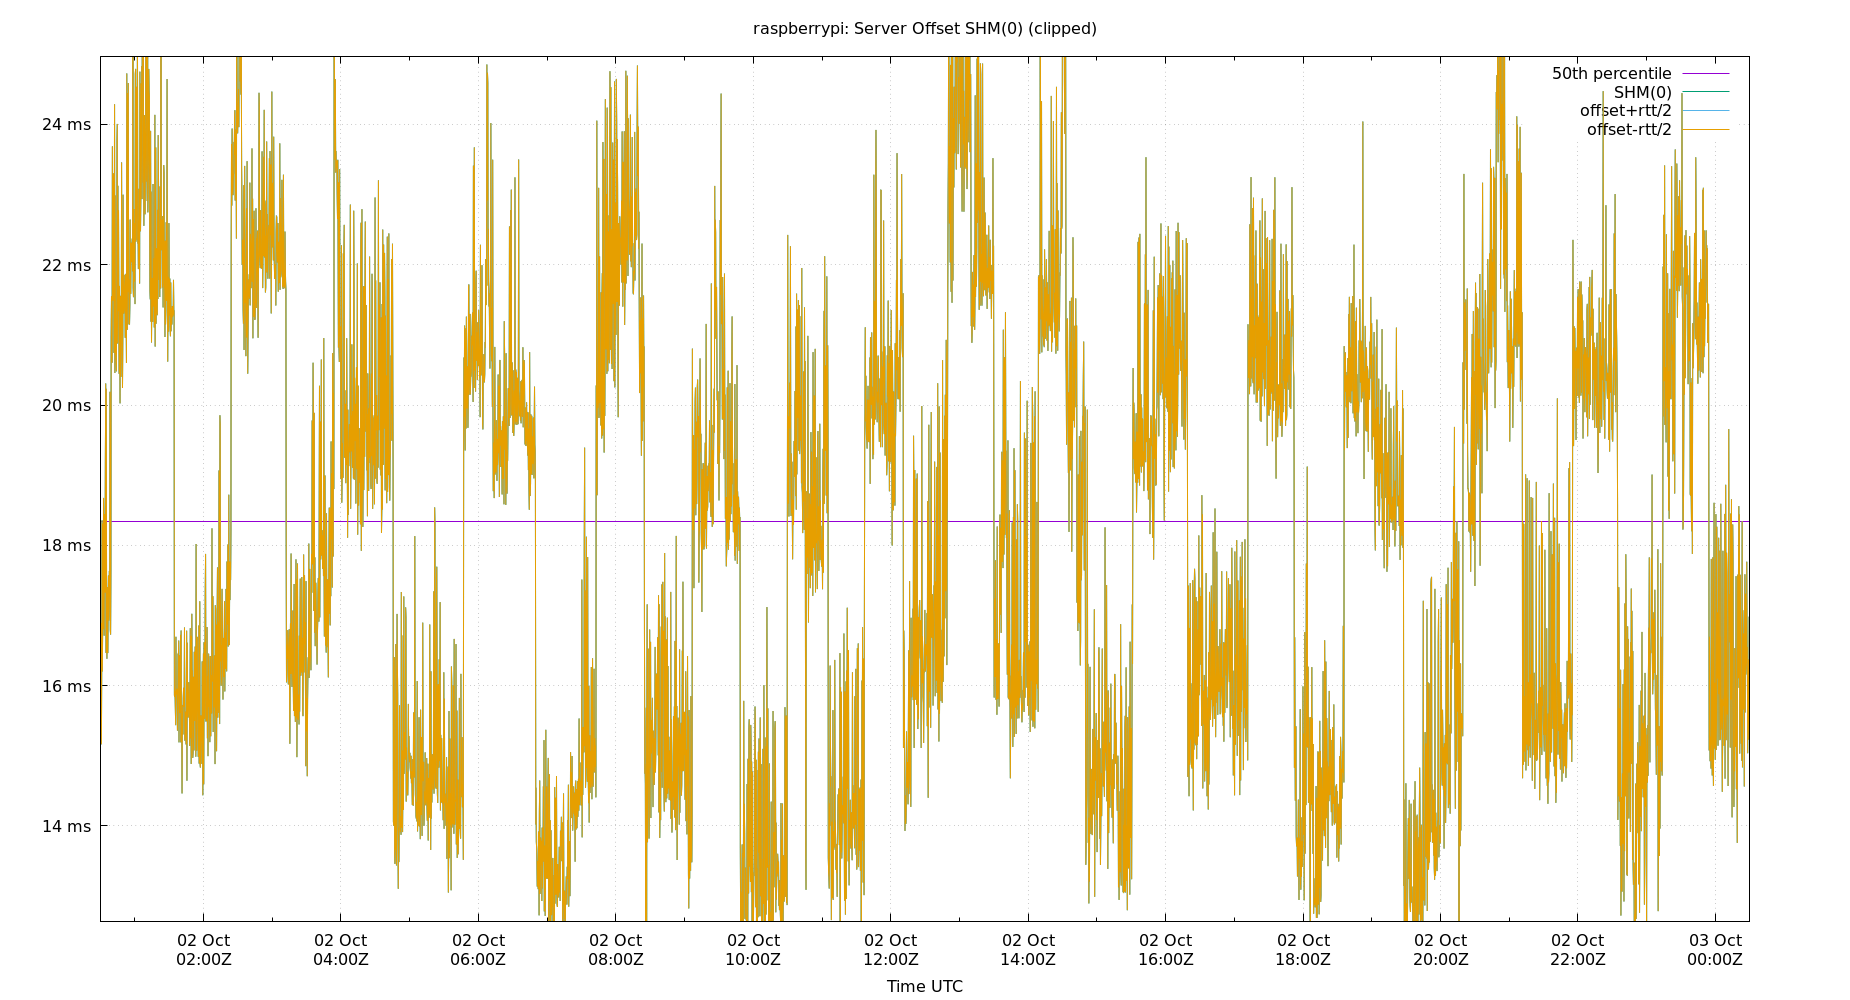 raspberrypi: Server Offset SHM(0) (clipped)
50th percentile
SHM(0)
offset+rtt/2
offset-rtt/2
24 ms
22 ms
20 ms
18 ms
16 ms
14 ms
02 Oct 02 Oct 02 Oct 02 Oct 02 Oct 02 Oct 02 Oct 02 Oct 02 Oct 02 Oct 02 Oct 03 Oct
02:00Z 04:00Z 06:00Z 08:00Z 10:00Z 12:00Z 14:00Z 16:00Z 18:00Z 20:00Z 22:00Z 00:00Z
Time UTC